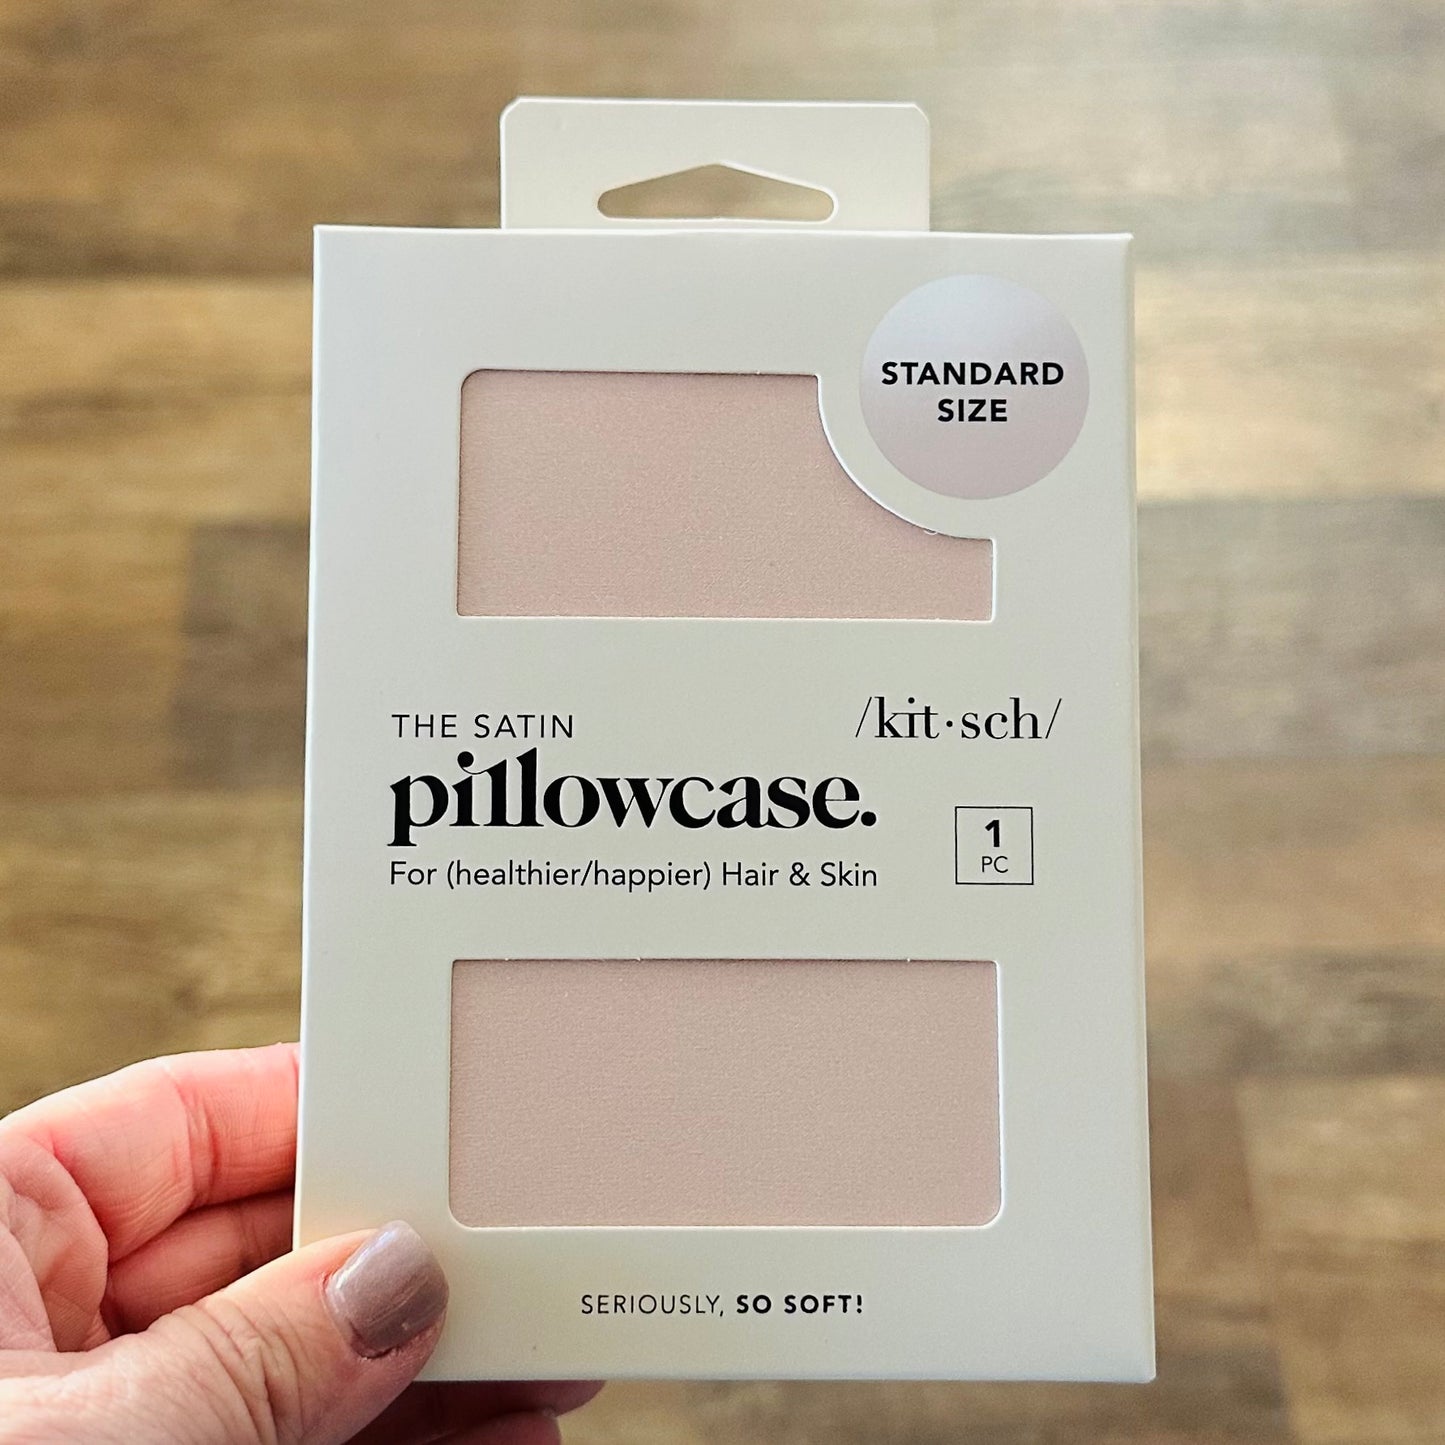 STANDARD
SIZE
/kit·sch/
THE SATIN
pillowcase.
For (healthier/happier) Hair & Skin
1
PC
SERIOUSLY, SO SOFT!